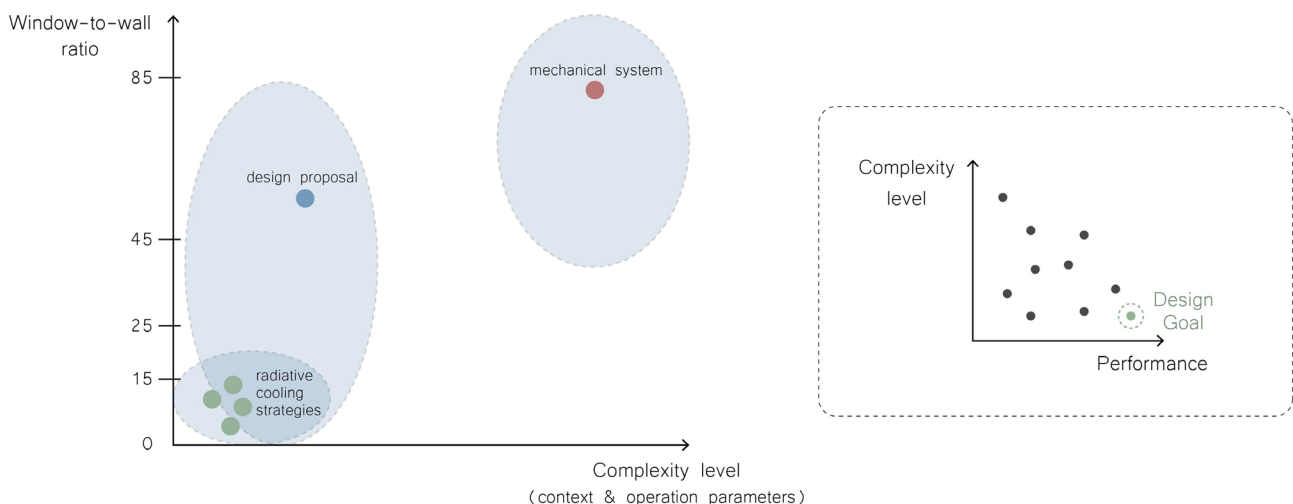 Window-to-wall
ratio
85
45
25
15
0
mechanical system
design proposal
radiative
cooling
strategies
Complexity level
(context & operation parameters)
Complexity
level
Design
Goal
Performance